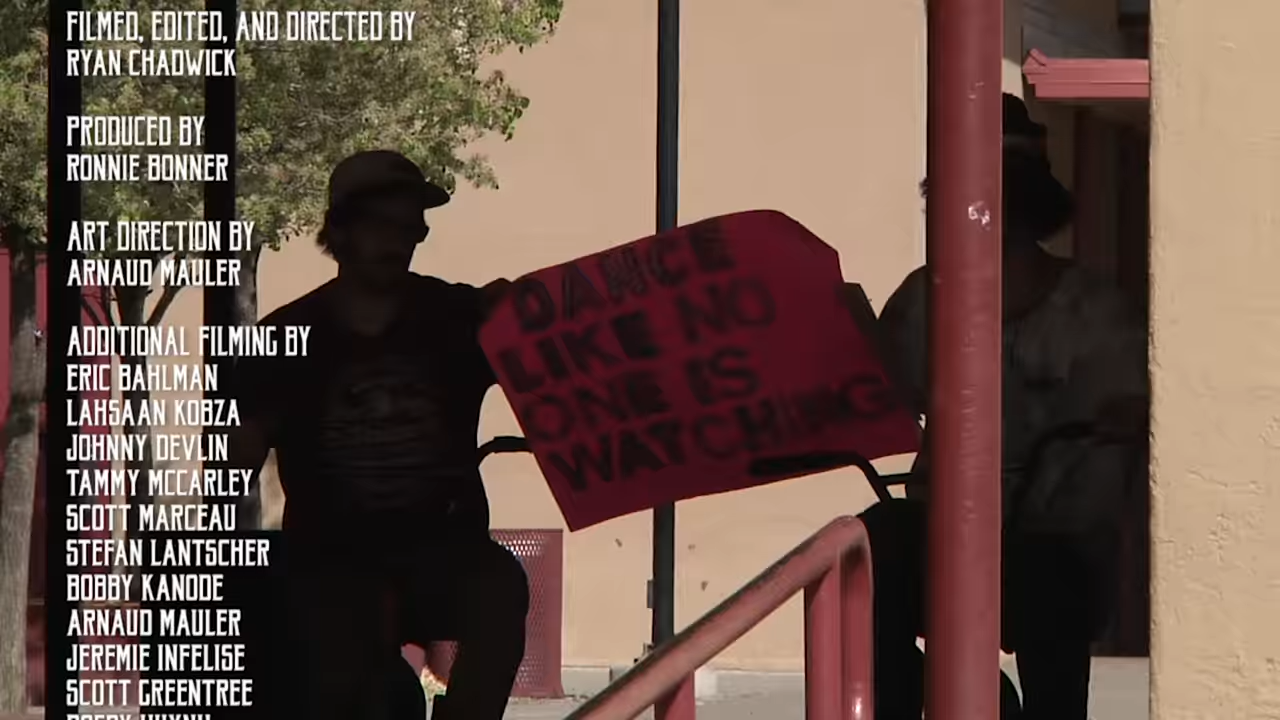 FILMED, EDITED, AND DIRECTED BY
RYAN CHADWICK
PRODUCED BY
RONNIE BONNER
ART DIRECTION BY
ARNAUD MAULER
ADDITIONAL FILMING BY
ERIC BAHLMAN
LAHSAAN KOBZA
JOHNNY DEVLIN
TAMMY MCCARLEY
SCOTT MARCEAU
STEFAN LANTSCHER
BOBBY KANODE
ARNAUD MAULER
JEREMIE INFELISE
SCOTT GREENTREE
DANCE
LIKE NO
ONE IS
WATCHING